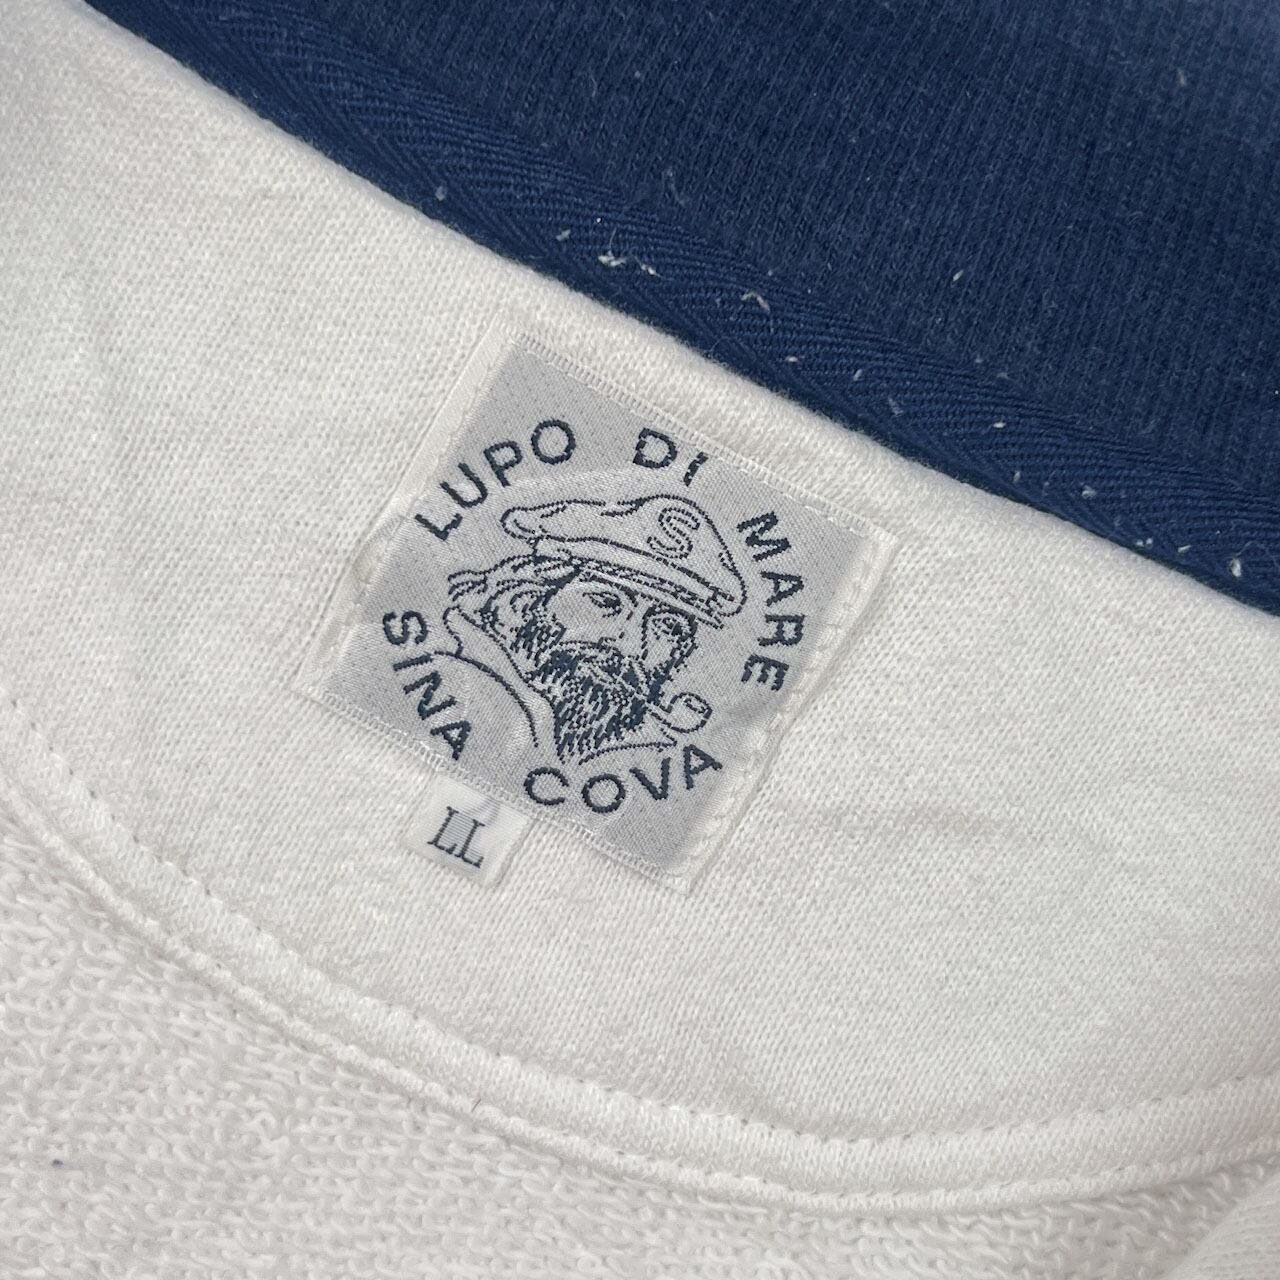 LUPO DI MARE
S
SINA COVA
LL